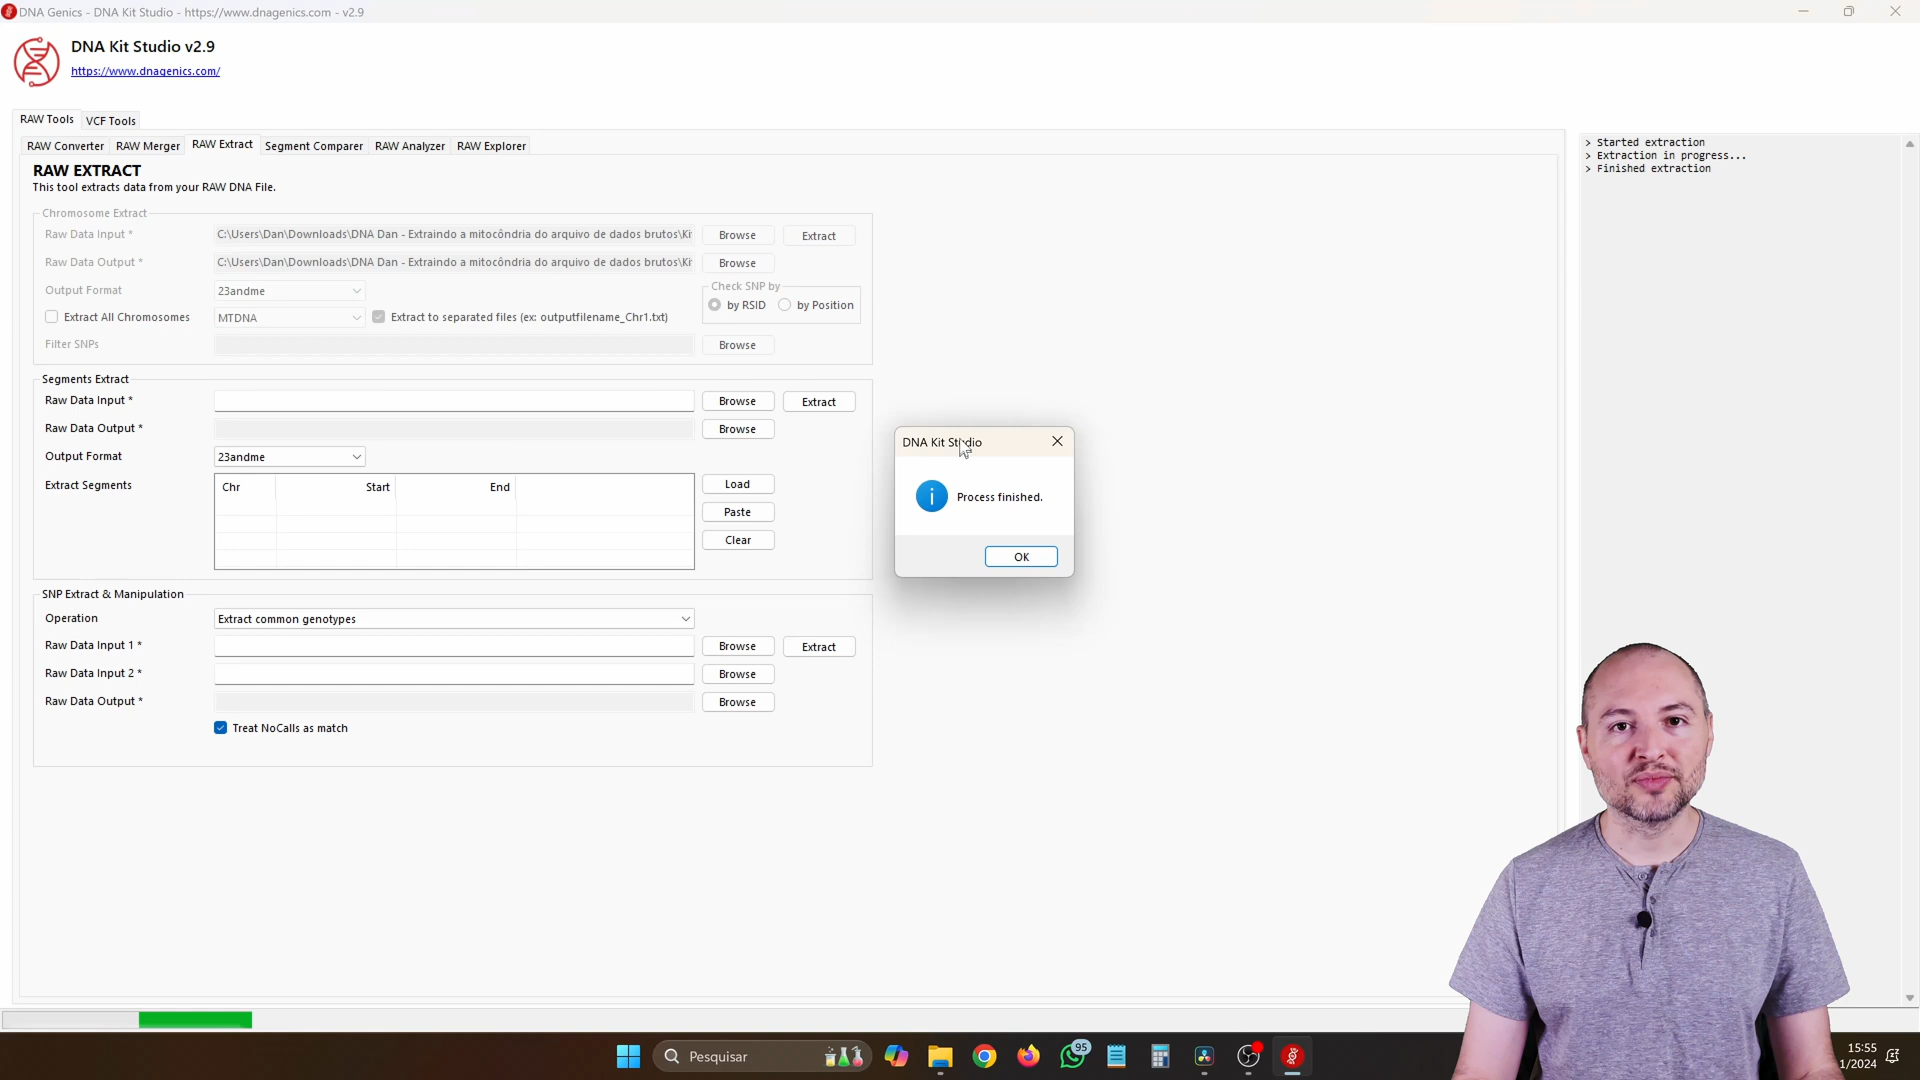 DNA Genics - DNA Kit Studio - https://www.dnagenics.com - v2.9
DNA Kit Studio v2.9
https://www.dnagenics.com/
RAW Tools
VCF Tools
RAW Converter
RAW Merger
RAW Extract
Segment Comparer
RAW Analyzer
RAW Explorer
RAW EXTRACT
This tool extracts data from your RAW DNA File.
Chromosome Extract
Raw Data Input *
C:\Users\Dan\Downloads\DNA Dan - Extraindo a mitocôndria do arquivo de dados brutos\Ki
Browse
Extract
Raw Data Output *
C:\Users\Dan\Downloads\DNA Dan - Extraindo a mitocôndria do arquivo de dados brutos\Ki
Browse
Output Format
23andme
Check SNP by
by RSID
by Position
Extract All Chromosomes
MTDNA
Extract to separated files (ex: outputfilename_Chr1.txt)
Filter SNPs
Browse
Segments Extract
Raw Data Input *
Browse
Extract
Raw Data Output *
Browse
Output Format
23andme
Extract Segments
Chr
Start
End
Load
Paste
Clear
SNP Extract & Manipulation
Operation
Extract common genotypes
Raw Data Input 1 *
Browse
Extract
Raw Data Input 2 *
Browse
Raw Data Output *
Browse
Treat NoCalls as match
> Started extraction
> Extraction in progress...
> Finished extraction
DNA Kit Studio
Process finished.
OK
Pesquisar
95
15:55
1/2024